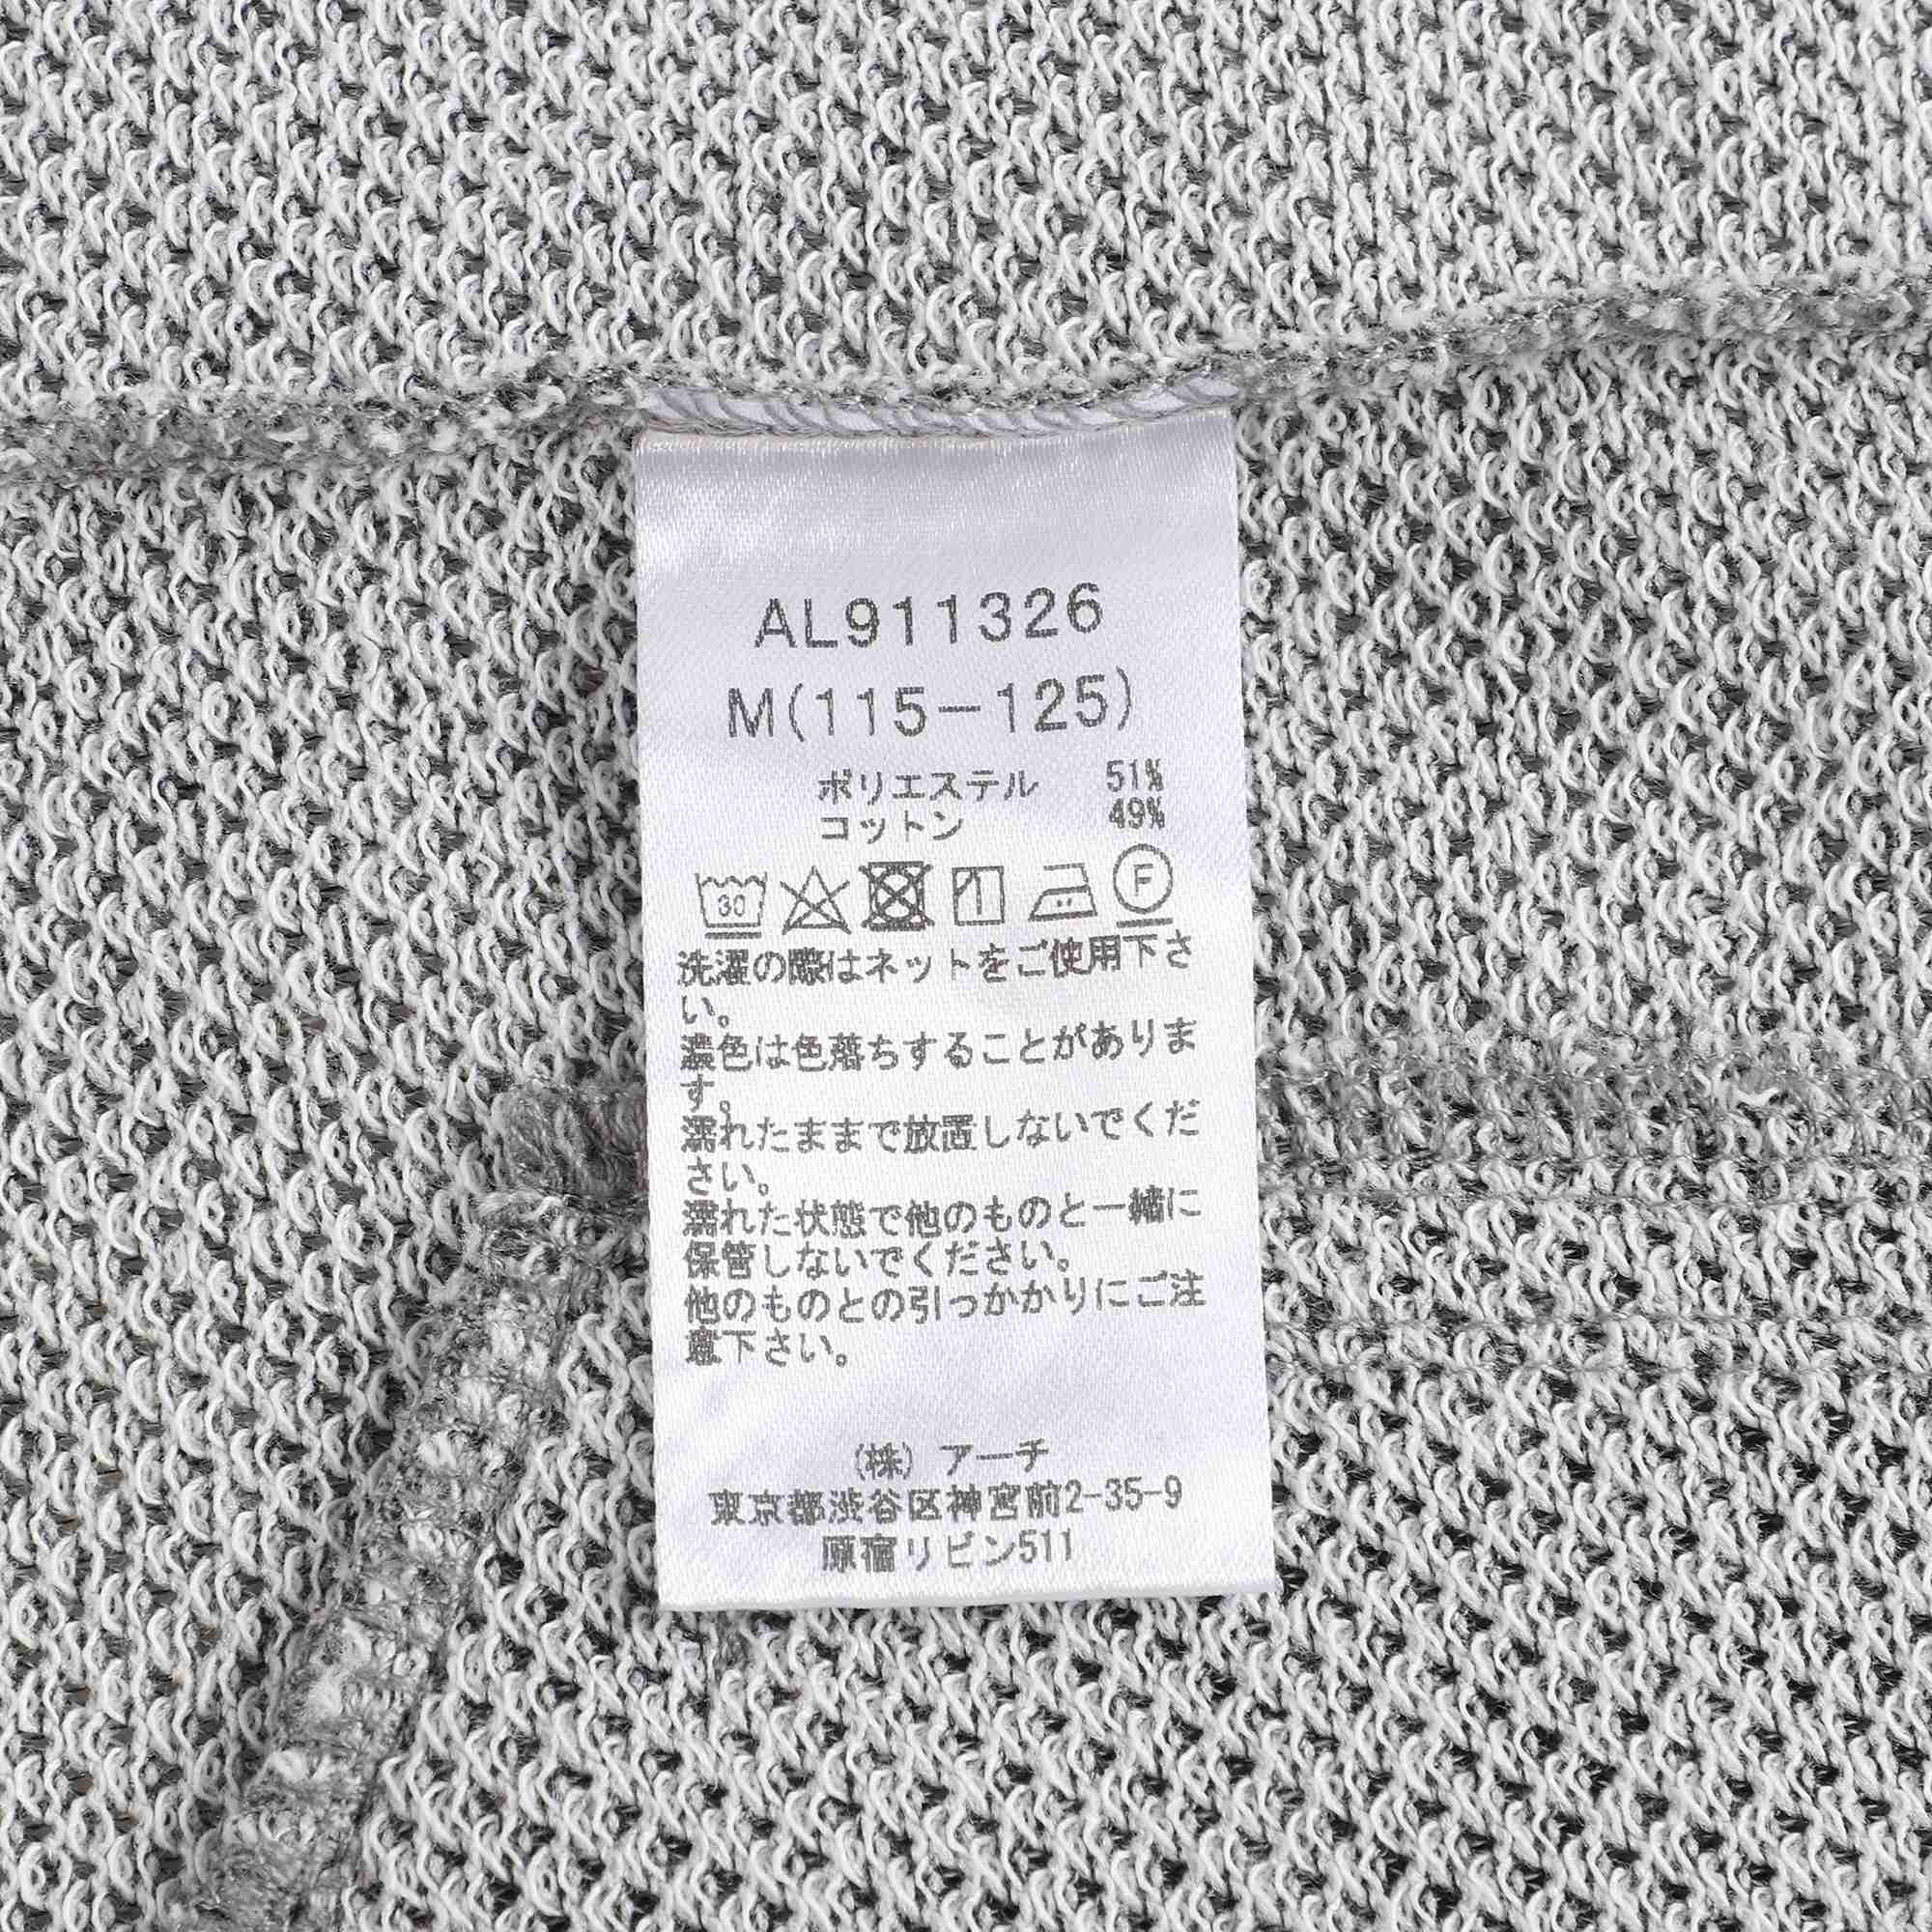 AL911326
M(115-125)
ポリエステル 51%
コットン 49%
30 F
洗濯の際はネットをご使用下さ
い。
濃色は色落ちすることがありま
す。
濡れたままで放置しないでくだ
さい。
濡れた状態で他のものと一緒に
保管しないでください。
他のものとの引っかかりにご注
意下さい。
(株) アーチ
東京都渋谷区神宮前2-35-9
原宿リビン511